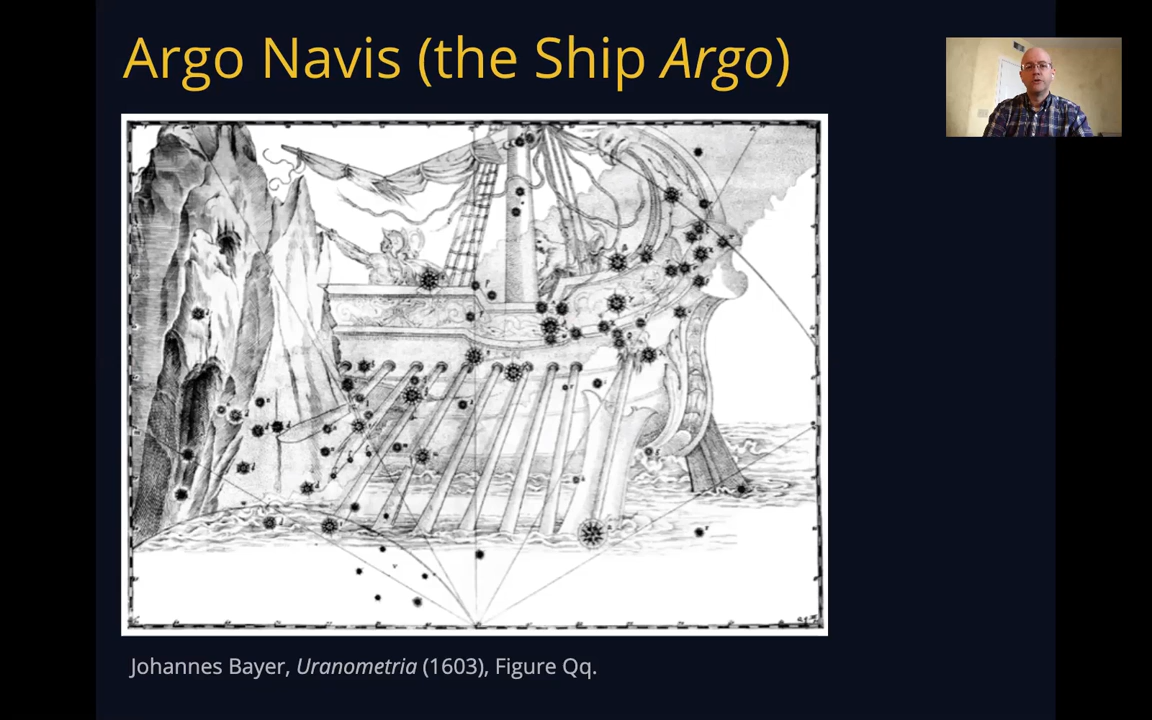 Argo Navis (the Ship Argo)
Johannes Bayer, Uranometria (1603), Figure Qq.